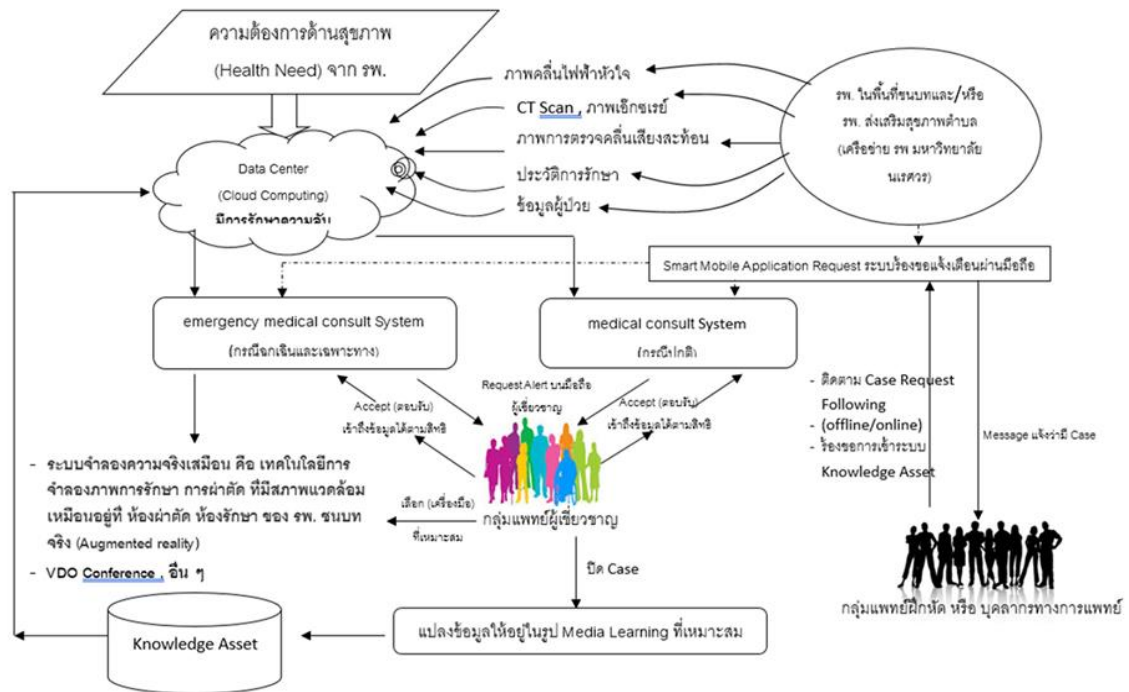 ความต้องการด้านสุขภาพ
(Health Need) จาก รพ.
ภาพคลื่นไฟฟ้าหัวใจ
CT Scan , ภาพเอ็กซเรย์
ภาพการตรวจคลื่นเสียงสะท้อน
ประวัติการรักษา
ข้อมูลผู้ป่วย
รพ. ในพื้นที่ชนบทและ/หรือ
รพ. ส่งเสริมสุขภาพตำบล
(เครือข่าย รพ มหาวิทยาลัย
นเรศวร)
Data Center
(Cloud Computing)
มีการรักษาความลับ
Smart Mobile Application Request ระบบร้องขอแจ้งเตือนผ่านมือถือ
emergency medical consult System
(กรณีฉุกเฉินและเฉพาะทาง)
medical consult System
(กรณีปกติ)
Request Alert บนมือถือ
ผู้เชี่ยวชาญ
Accept (ตอบรับ)
เข้าถึงข้อมูลได้ตามสิทธิ
Accept (ตอบรับ)
เข้าถึงข้อมูลได้ตามสิทธิ
- ติดตาม Case Request
Following
- (offline/online)
- ร้องขอการเข้าระบบ
Knowledge Asset
Message แจ้งว่ามี Case
- ระบบจำลองความจริงเสมือน คือ เทคโนโลยีการ
จำลองภาพการรักษา การผ่าตัด ที่มีสภาพแวดล้อม
เหมือนอยู่ที่ ห้องผ่าตัด ห้องรักษา ของ รพ. ชนบท
จริง (Augmented reality)
- VDO Conference , อื่น ๆ
เลือก (เครื่องมือ)
ที่เหมาะสม
กลุ่มแพทย์ผู้เชี่ยวชาญ
ปิด Case
กลุ่มแพทย์ฝึกหัด หรือ บุคลากรทางการแพทย์
แปลงข้อมูลให้อยู่ในรูป Media Learning ที่เหมาะสม
Knowledge Asset